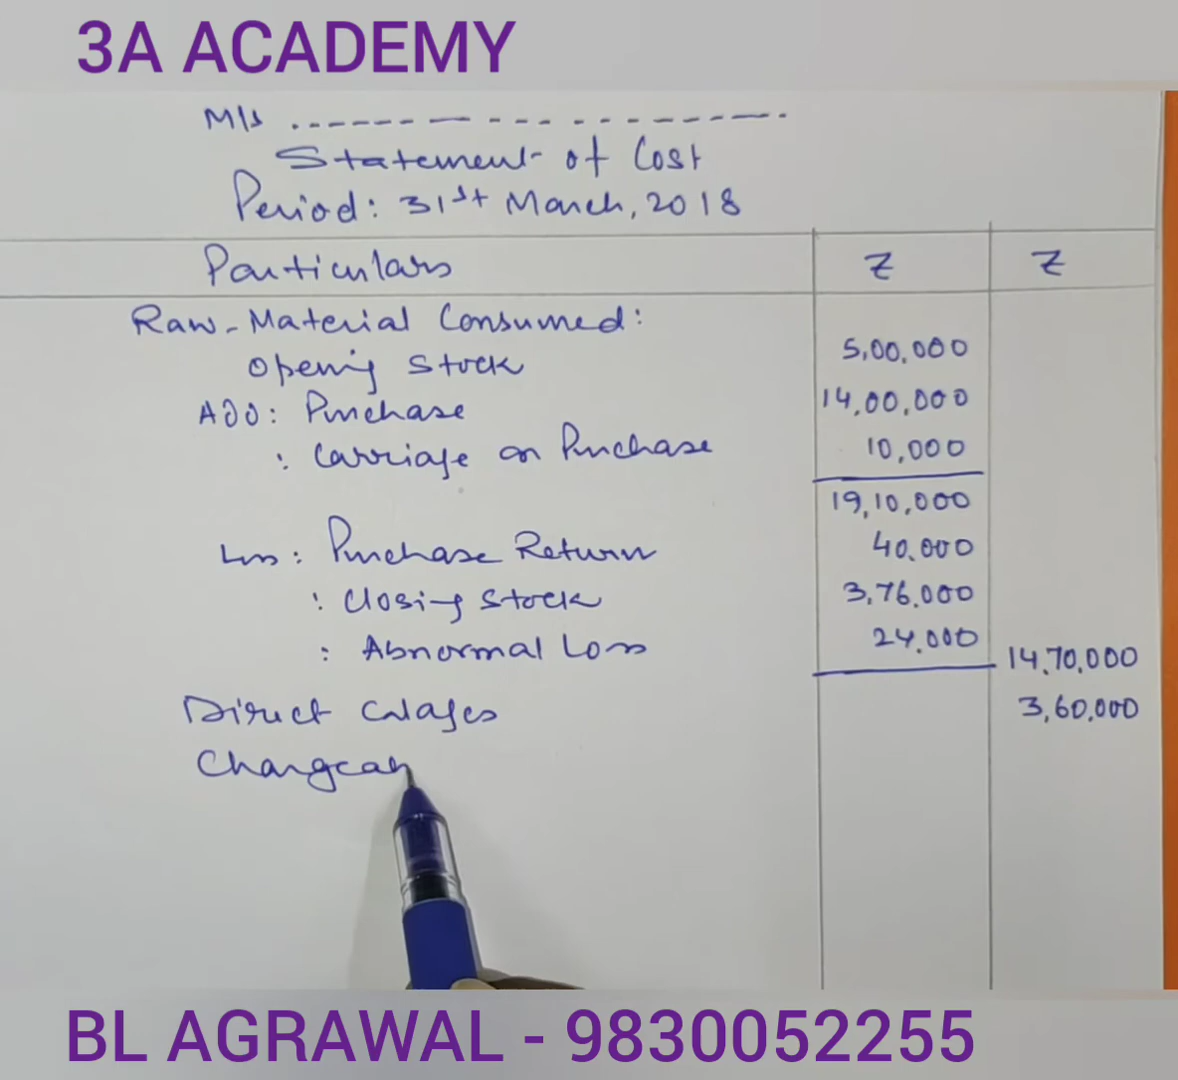 3A ACADEMY
M/s
Statement of Cost
Period: 31st March, 2018
Particulars ₹ ₹
Raw-Material Consumed:
Opening Stock 5,00,000
ADD: Purchase 14,00,000
: Carriage on Purchase 10,000
19,10,000
Less: Purchase Return 40,000
: Closing Stock 3,76,000
: Abnormal Loss 24,000 14,70,000
Direct Wages 3,60,000
Chargeab
BL AGRAWAL - 9830052255